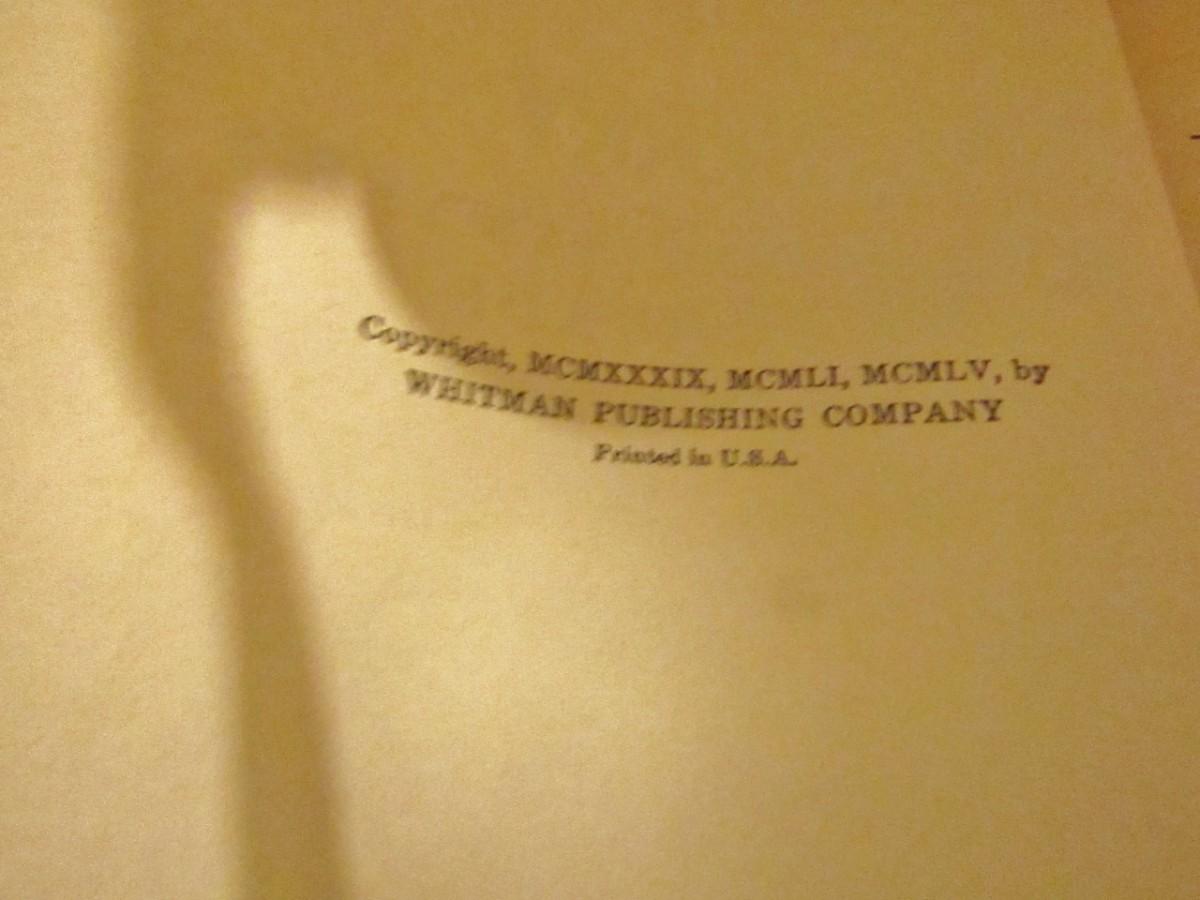 Copyright, MCMXXXIX, MCMLI, MCMLV, by
WHITMAN PUBLISHING COMPANY
Printed in U.S.A.